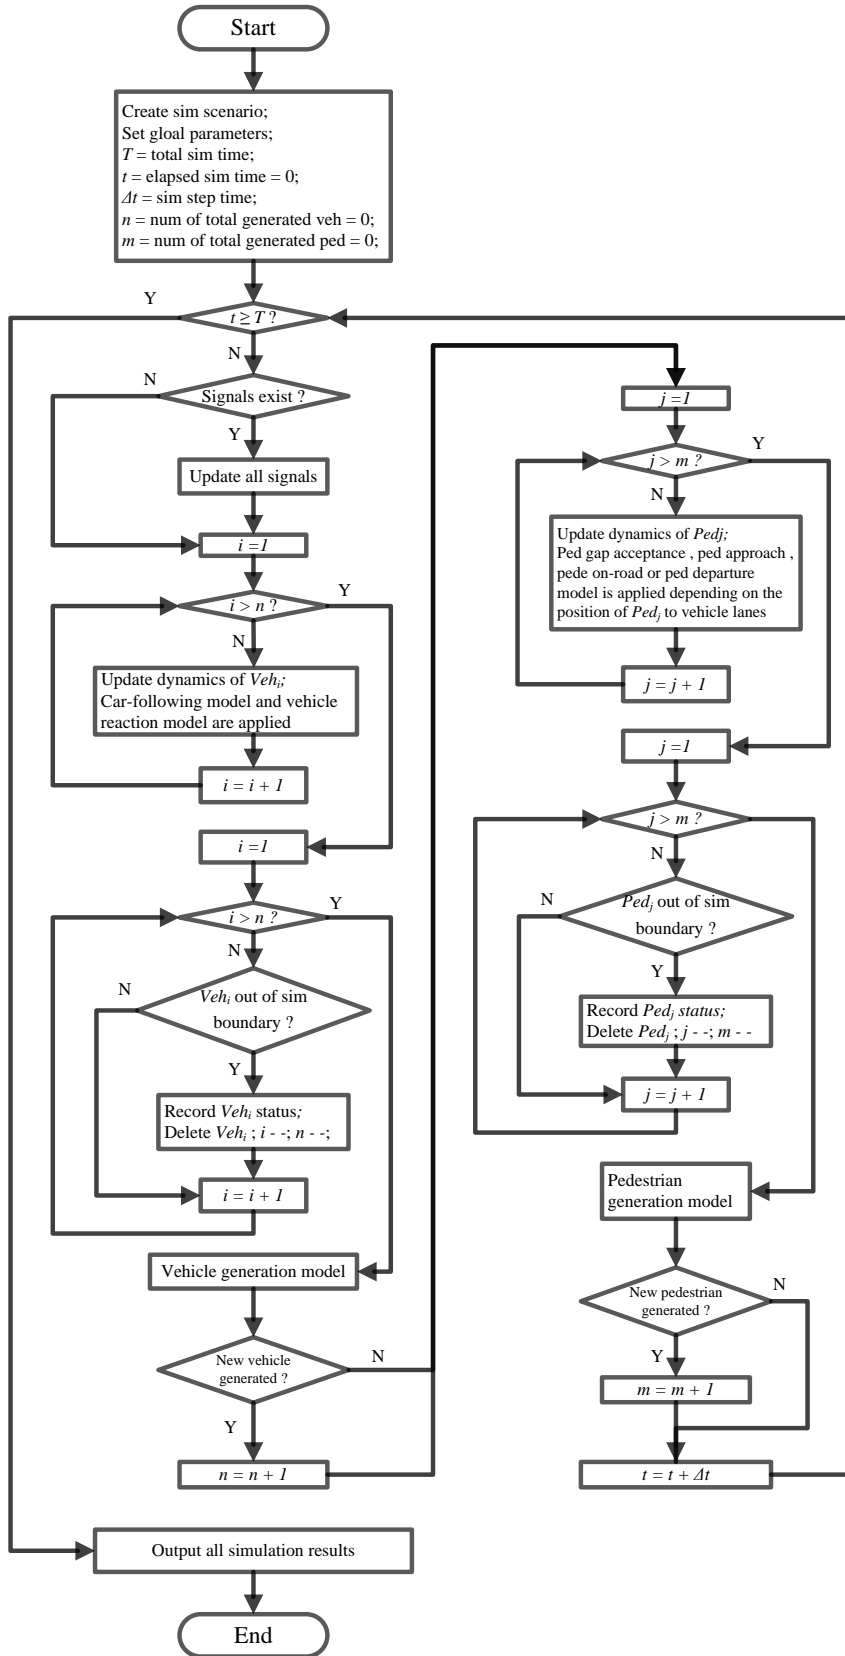 Start
Create sim scenario;
Set gloal parameters;
T = total sim time;
t = elapsed sim time = 0;
Δt = sim step time;
n = num of total generated veh = 0;
m = num of total generated ped = 0;
Y
t ≥ T ?
N
N
Signals exist ?
Y
Update all signals
i =1
i > n ?
Y
N
Update dynamics of Vehi;
Car-following model and vehicle
reaction model are applied
i = i + 1
i =1
i > n ?
Y
N
N
Vehi out of sim
boundary ?
Y
Record Vehi status;
Delete Vehi ; i - -; n - -;
i = i + 1
Vehicle generation model
New vehicle
generated ?
N
Y
n = n + 1
j =1
j > m ?
Y
N
Update dynamics of Pedj;
Ped gap acceptance , ped approach ,
pede on-road or ped departure
model is applied depending on the
position of Pedj to vehicle lanes
j = j + 1
j =1
j > m ?
Y
N
N
Pedj out of sim
boundary ?
Y
Record Pedj status;
Delete Pedj ; j - -; m - -
j = j + 1
Pedestrian
generation model
New pedestrian
generated ?
N
Y
m = m + 1
t = t + Δt
Output all simulation results
End